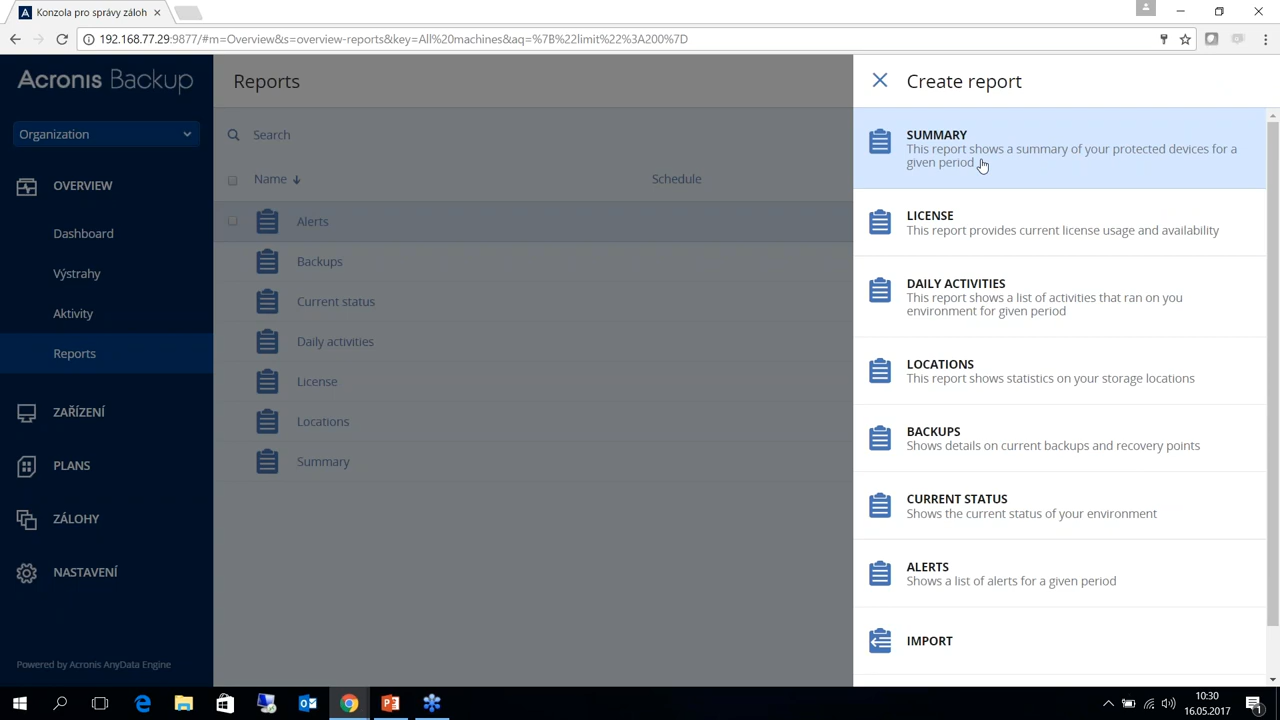 Konzola pro správy záloh
192.168.77.29:9877/#m=Overview&s=overview-reports&key=All%20machines&aq=%7B%22limit%22%3A200%7D
Acronis Backup
Organization
OVERVIEW
Dashboard
Výstrahy
Aktivity
Reports
ZAŘÍZENÍ
PLANS
ZÁLOHY
NASTAVENÍ
Powered by Acronis AnyData Engine
Reports
Search
Name
Schedule
Alerts
Backups
Current status
Daily activities
License
Locations
Summary
Create report
SUMMARY
This report shows a summary of your protected devices for a
given period
LICENSE
This report provides current license usage and availability
DAILY ACTIVITIES
This report shows a list of activities that ran on you
environment for given period
LOCATIONS
This report shows statistics on your storage locations
BACKUPS
Shows details on current backups and recovery points
CURRENT STATUS
Shows the current status of your environment
ALERTS
Shows a list of alerts for a given period
IMPORT
10:30
16.05.2017